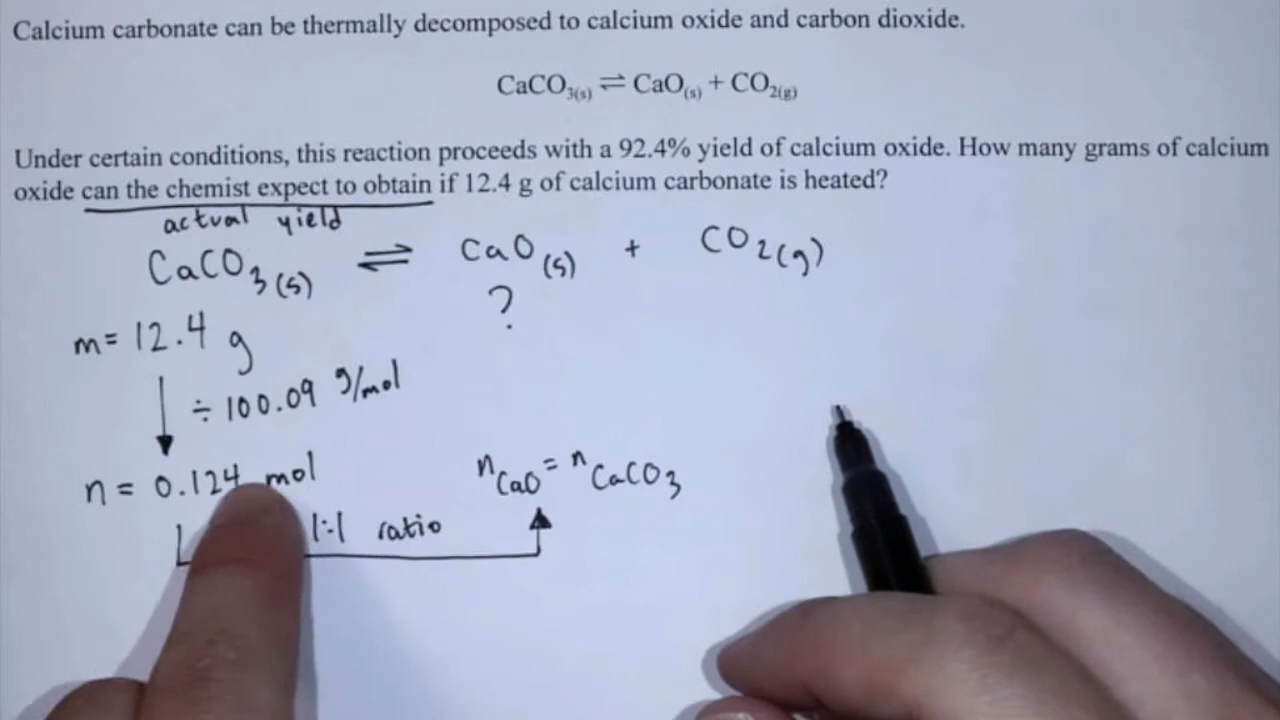 Calcium carbonate can be thermally decomposed to calcium oxide and carbon dioxide.
CaCO₃₍ₛ₎ ⇌ CaO₍ₛ₎ + CO₂(g)
Under certain conditions, this reaction proceeds with a 92.4% yield of calcium oxide. How many grams of calcium
oxide can the chemist expect to obtain if 12.4 g of calcium carbonate is heated?
actual yield
CaCO₃(s) ⇌ CaO(s) + CO₂(g)
?
m = 12.4 g
÷ 100.09 g/mol
n = 0.124 mol
nCaO = nCaCO₃
1:1 ratio